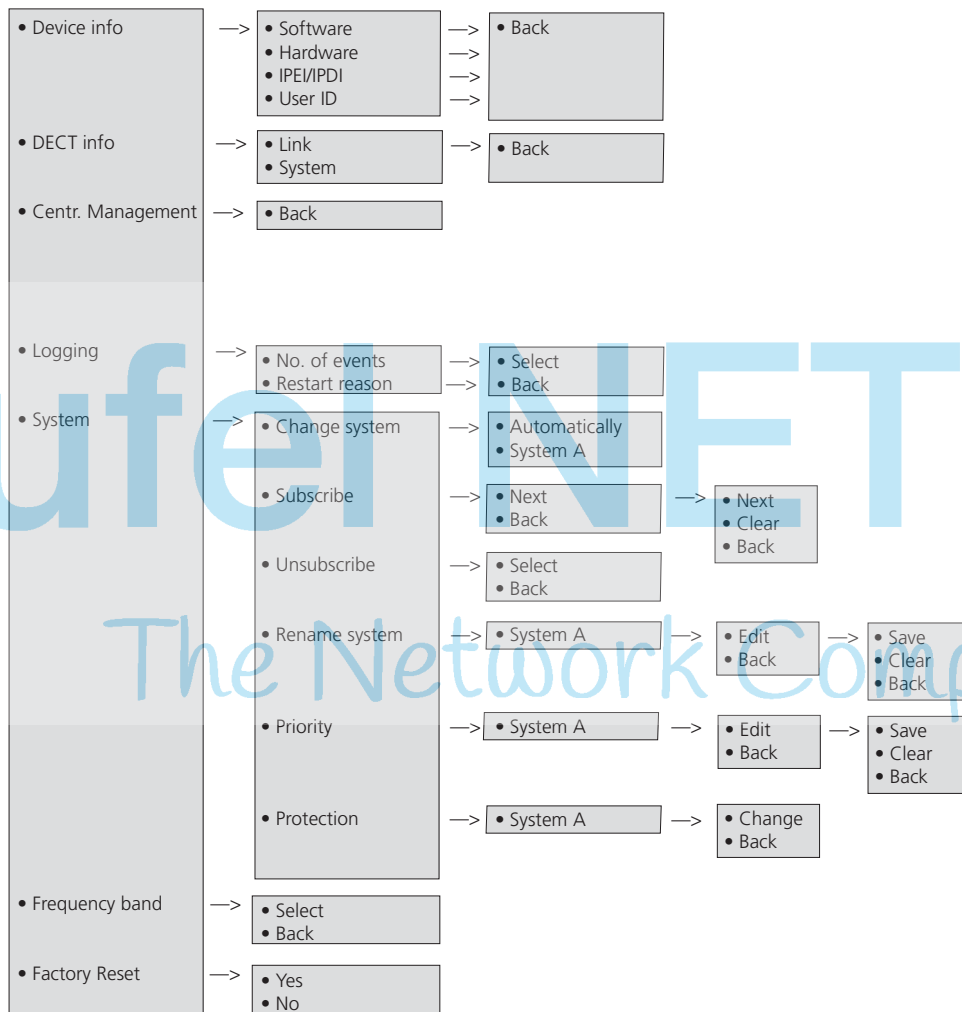 • Device info —> • Software —> • Back
• Hardware —>
• IPEI/IPDI —>
• User ID —>
• DECT info —> • Link —> • Back
• System
• Centr. Management —> • Back
• Logging —> • No. of events —> • Select
• Restart reason —> • Back
• System —> • Change system —> • Automatically
• System A
• Subscribe —> • Next —> • Next
• Back • Clear
• Back
• Unsubscribe —> • Select
• Back
• Rename system —> • System A —> • Edit —> • Save
• Back • Clear
• Back
• Priority —> • System A —> • Edit —> • Save
• Back • Clear
• Back
• Protection —> • System A —> • Change
• Back
• Frequency band —> • Select
• Back
• Factory Reset —> • Yes
• No
ufel NET
The Network Comp